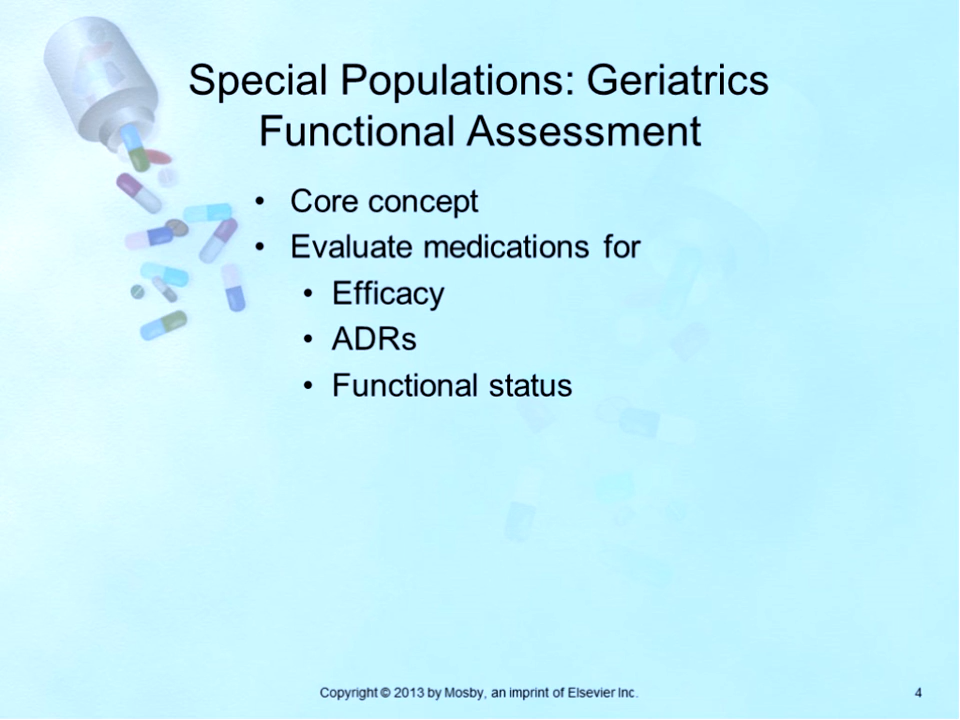 Special Populations: Geriatrics
Functional Assessment
• Core concept
• Evaluate medications for
• Efficacy
• ADRs
• Functional status
Copyright © 2013 by Mosby, an imprint of Elsevier Inc.
4